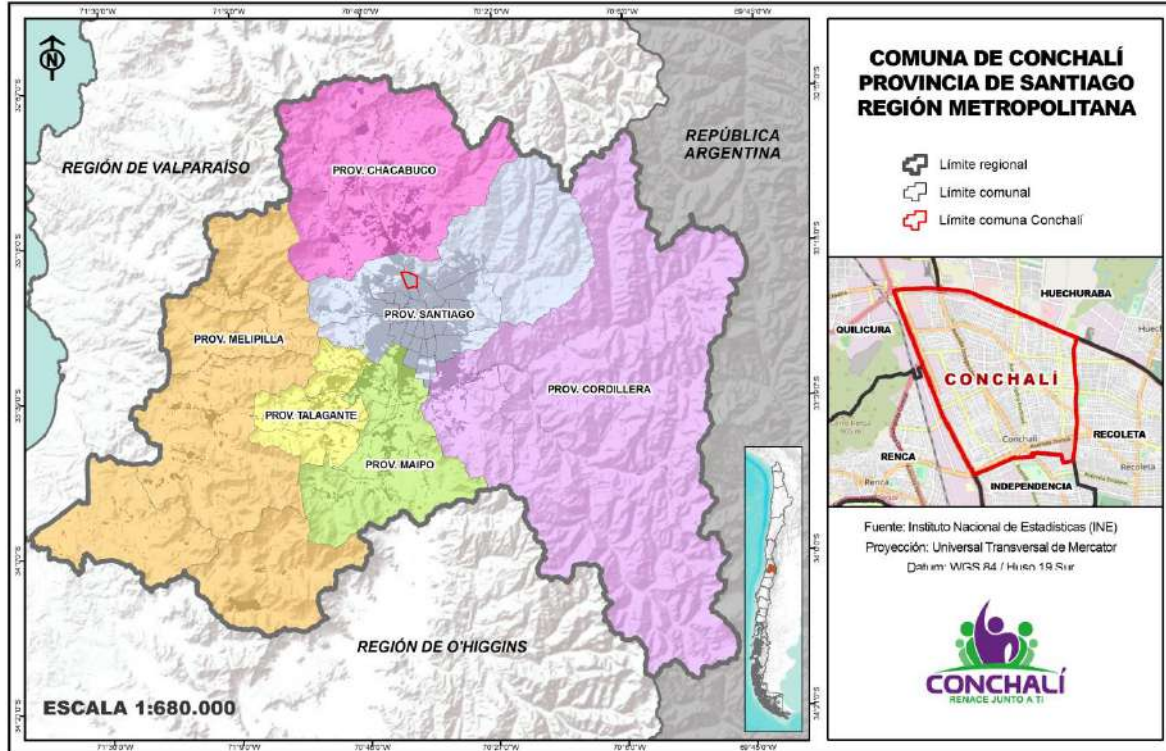 COMUNA DE CONCHALÍ
PROVINCIA DE SANTIAGO
REGIÓN METROPOLITANA
Límite regional
Límite comunal
Límite comuna Conchalí
N
REGIÓN DE VALPARAÍSO
REPÚBLICA
ARGENTINA
PROV. CHACABUCO
PROV. SANTIAGO
PROV. MELIPILLA
PROV. CORDILLERA
PROV. TALAGANTE
PROV. MAIPO
REGIÓN DE O'HIGGINS
ESCALA 1:680.000
HUECHURABA
QUILICURA
CONCHALÍ
Conchalí
RECOLETA
Recoleta
RENCA
Renca
INDEPENDENCIA
Fuente: Instituto Nacional de Estadísticas (INE)
Proyección: Universal Transversal de Mercator
Datum: WGS 84 / Huso 19 Sur
CONCHALÍ
RENACE JUNTO A TI